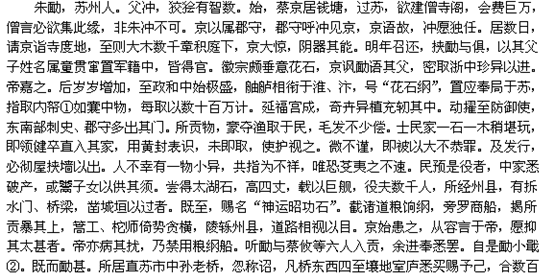 朱勔，苏州人。父冲，狡狯有智数。始，蔡京居钱塘，过苏，欲建僧寺阁，会费巨万，
僧言必欲集此缘，非朱冲不可。京以属郡守，郡守呼冲见京，京语故，冲愿独任。居数日，
请京诣寺度地，至则大木数千章积庭下，京大惊，阴器其能。明年召还，挟勔与俱，以其父
子姓名属童贯窜置军籍中，皆得官。徽宗颇垂意花石，京讽勔语其父，密取浙中珍异以进。
帝嘉之。后岁岁增加，至政和中始极盛，舳舻相衔于淮、汴，号“花石纲”，置应奉局于苏，
指取内帑①如囊中物，每取以数十百万计。延福宫成，奇卉异植充牣其中。动擢至防御使，
东南部刺史、郡守多出其门。所贡物，豪夺渔取于民，毛发不少偿。士民家一石一木稍堪玩，
即领健卒直入其家，用黄封表识，未即取，使护视之。微不谨，即被以大不恭罪。及发行，
必彻屋抉墙以出。人不幸有一物小异，共指为不祥，唯恐芟夷之不速。民预是役者，中家悉
破产，或鬻子女以供其须。尝得太湖石，高四丈，载以巨舰，役夫数千人，所经州县，有拆
水门、桥梁，凿城垣以过者。既至，赐名“神运昭功石”。截诸道粮饷纲，旁罗商船，揭所
贡暴其上，篙工、柁师倚势贪横，陵轹州县，道路相视以目。京始患之，从容言于帝，愿抑
其太甚者。帝亦病其扰，乃禁用粮纲船。听勔与蔡攸等六人入贡，余进奉悉罢。自是勔小戢
②。既而勔甚。所居直苏市中孙老桥，忽称诏，凡桥东西四至壤地室庐悉买赐予己，合数百